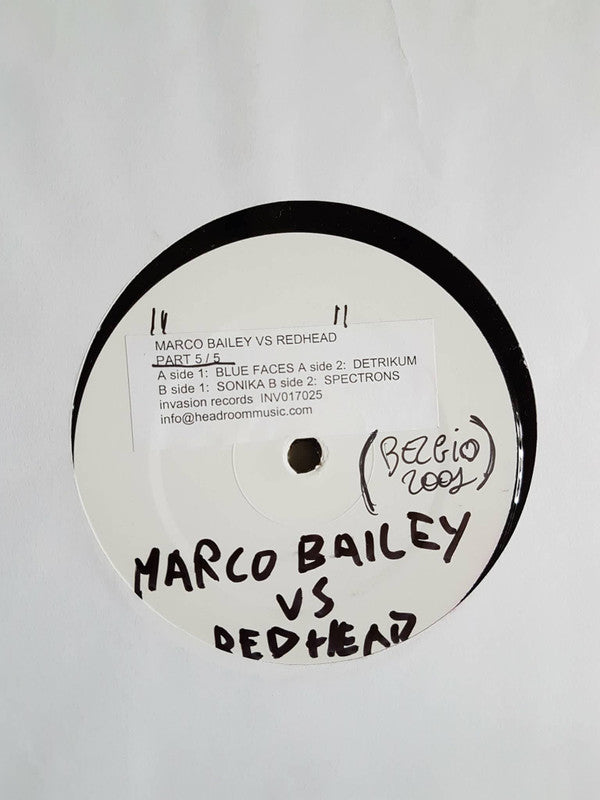 " "
MARCO BAILEY VS REDHEAD
PART 5 / 5
A side 1: BLUE FACES A side 2: DETRIKUM
B side 1: SONIKA B side 2: SPECTRONS
invasion records INV017025
info@headroommusic.com
(BELGIO
2001)
MARCO BAILEY
VS
REDHEAD